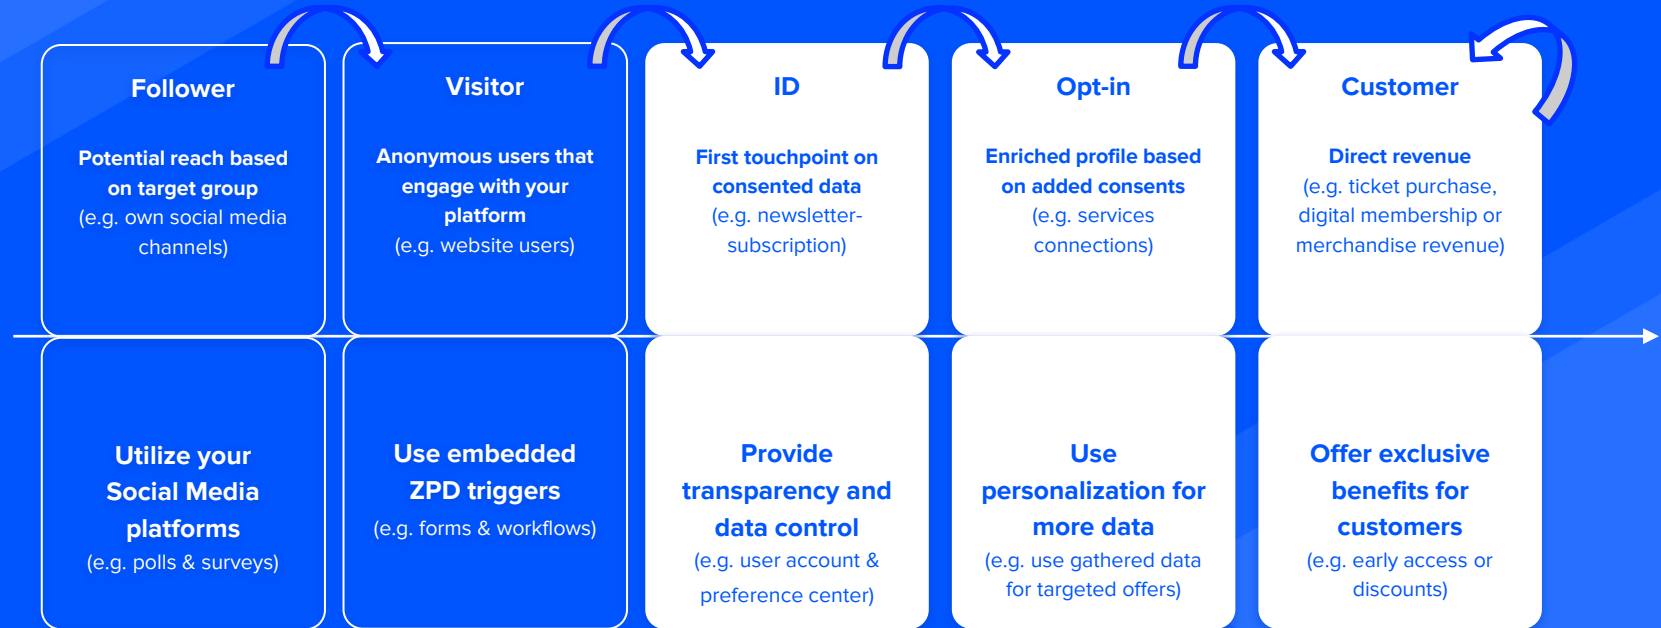 Follower
Potential reach based
on target group
(e.g. own social media
channels)
Visitor
Anonymous users that
engage with your
platform
(e.g. website users)
ID
First touchpoint on
consented data
(e.g. newsletter-
subscription)
Opt-in
Enriched profile based
on added consents
(e.g. services
connections)
Customer
Direct revenue
(e.g. ticket purchase,
digital membership or
merchandise revenue)
Utilize your
Social Media
platforms
(e.g. polls & surveys)
Use embedded
ZPD triggers
(e.g. forms & workflows)
Provide
transparency and
data control
(e.g. user account &
preference center)
Use
personalization for
more data
(e.g. use gathered data
for targeted offers)
Offer exclusive
benefits for
customers
(e.g. early access or
discounts)